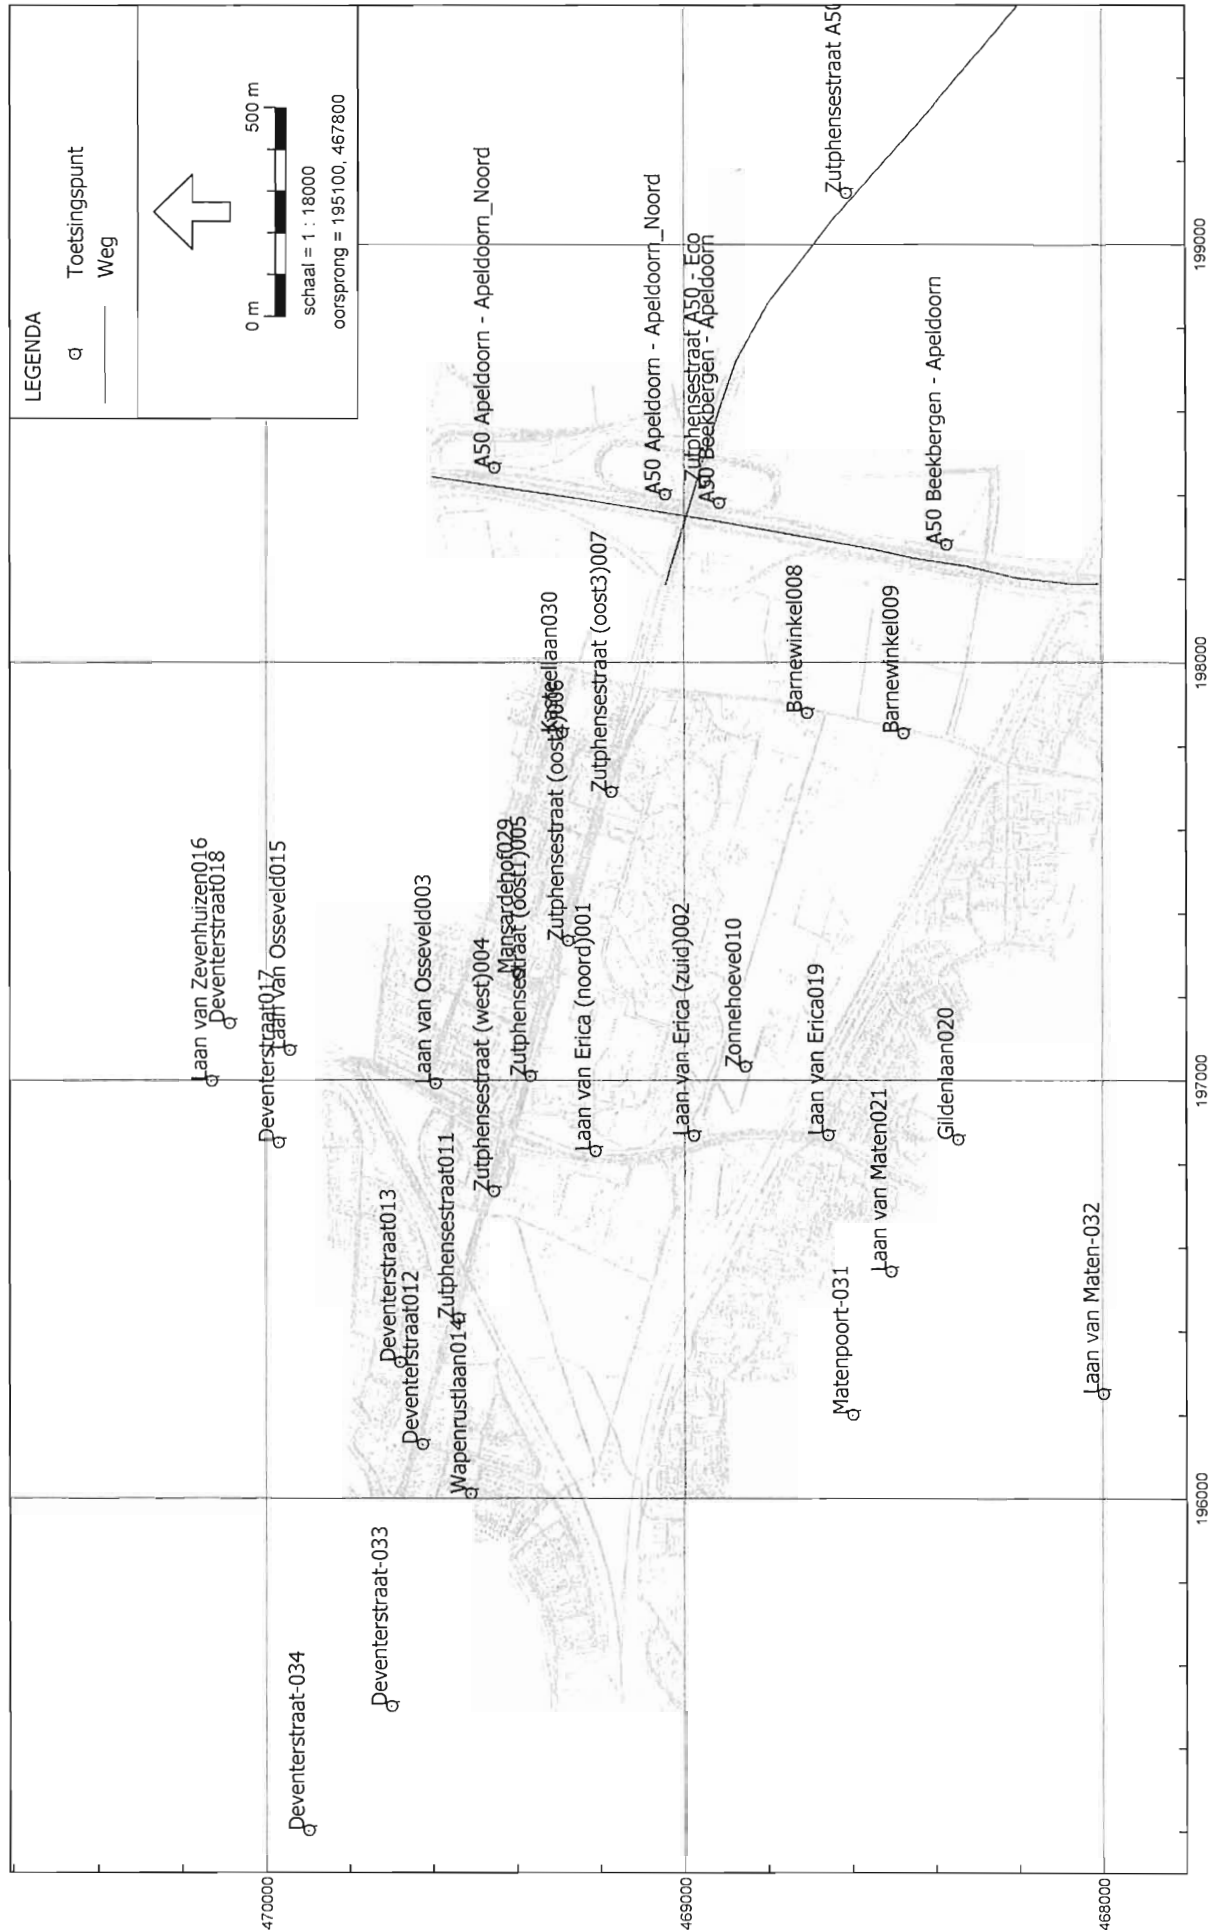 LEGENDA
Toetsingspunt
Weg
0 m
500 m
schaal = 1 : 18000
oorsprong = 195100, 467800
Deventerstraat-034
Deventerstraat-033
Laan van Zevenhuizen016
Deventerstraat018
Deventerstraat017
Laan van Osseveld015
Deventerstraat013
Deventerstraat012
Laan van Osseveld003
Zutphensestraat011
Wapenrustlaan014
Zutphensestraat (west)004
Mansardehof029
Zutphensestraat (oost1)005
Kasteellaan030
Zutphensestraat (oost2)006
Zutphensestraat (oost3)007
Laan van Erica (noord)001
Laan van Erica (zuid)002
Zonnehoeve010
Barnewinkel008
Barnewinkel009
Laan van Erica019
Laan van Maten021
Gildenlaan020
Matenpoort-031
Laan van Maten-032
A50 Apeldoorn - Apeldoorn_Noord
A50 Apeldoorn - Apeldoorn_Noord
Zutphensestraat A50 - Eco
A50 Beekbergen - Apeldoorn
A50 Beekbergen - Apeldoorn
Zutphensestraat A50
470000
469000
468000
196000
197000
198000
199000